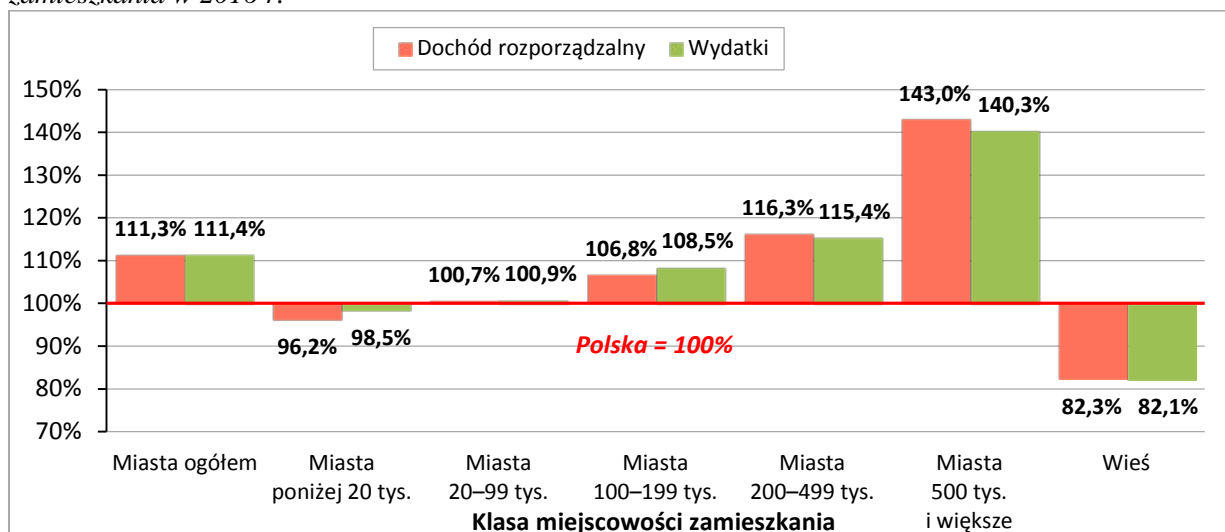 zamieszkania w 2016 r.
Dochód rozporządzalny Wydatki
150%
140%
130%
120%
110%
100%
90%
80%
70%
111,3% 111,4%
96,2% 98,5%
100,7% 100,9%
106,8% 108,5%
116,3% 115,4%
143,0% 140,3%
82,3% 82,1%
Polska = 100%
Miasta ogółem
Miasta
poniżej 20 tys.
Miasta
20–99 tys.
Miasta
100–199 tys.
Miasta
200–499 tys.
Miasta
500 tys.
i większe
Wieś
Klasa miejscowości zamieszkania